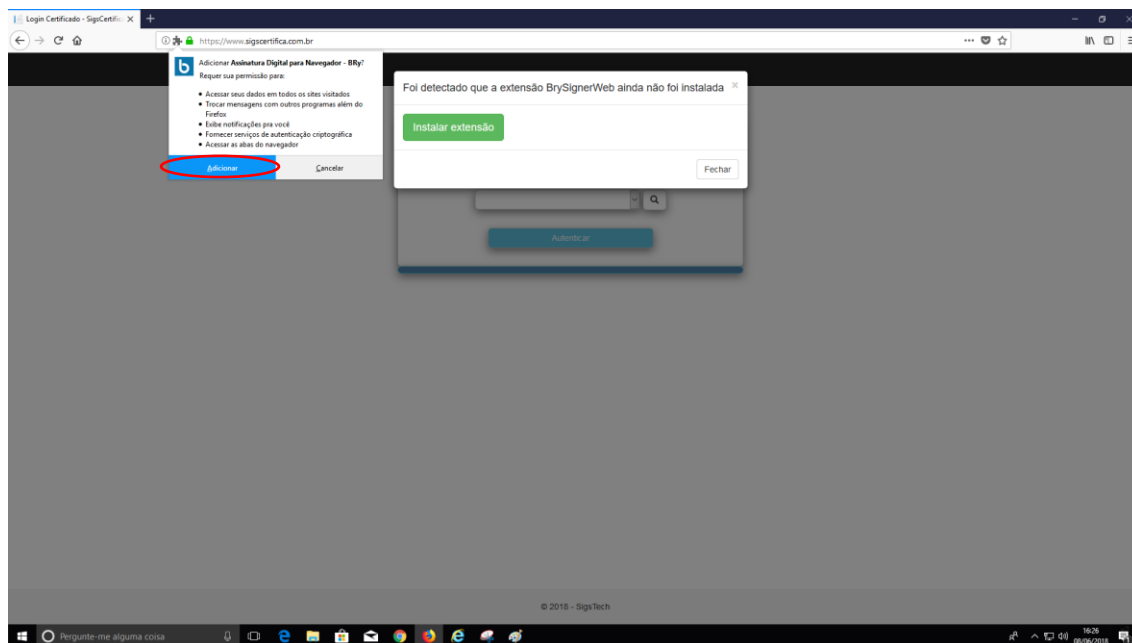 Login Certificado - SigsCertific
https://www.sigscertifica.com.br
Adicionar Assinatura Digital para Navegador - BRy?
Requer sua permissão para:
Acessar seus dados em todos os sites visitados
Trocar mensagens com outros programas além do
Firefox
Exibe notificações pra você
Fornecer serviços de autenticação criptográfica
Acessar as abas do navegador
Adicionar
Cancelar
Foi detectado que a extensão BrySignerWeb ainda não foi instalada ×
Instalar extensão
Fechar
Autenticar
© 2018 - SigsTech
Pergunte-me alguma coisa
16:26
08/06/2018